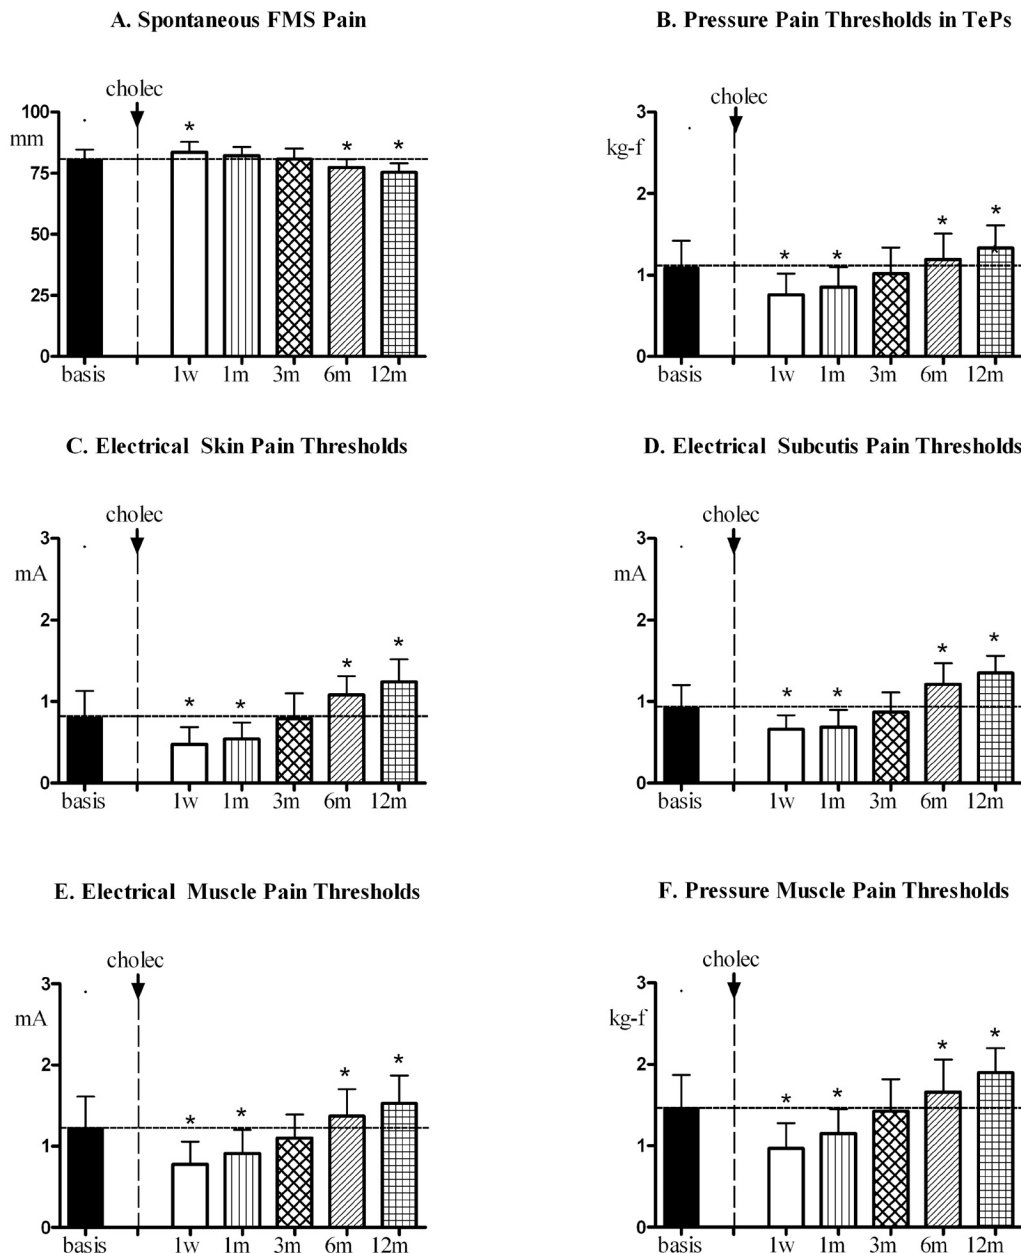 A. Spontaneous FMS Pain
cholec
100
mm
*
*
*
75
50
25
0
basis
1w
1m
3m
6m
12m
B. Pressure Pain Thresholds in TePs
cholec
3
kg-f
2
*
*
*
*
*
1
0
basis
1w
1m
3m
6m
12m
C. Electrical Skin Pain Thresholds
cholec
3
mA
2
*
*
*
*
1
0
basis
1w
1m
3m
6m
12m
D. Electrical Subcutis Pain Thresholds
cholec
3
mA
2
*
*
*
*
1
0
basis
1w
1m
3m
6m
12m
E. Electrical Muscle Pain Thresholds
cholec
3
mA
2
*
*
*
*
1
0
basis
1w
1m
3m
6m
12m
F. Pressure Muscle Pain Thresholds
cholec
3
kg-f
2
*
*
*
*
1
0
basis
1w
1m
3m
6m
12m